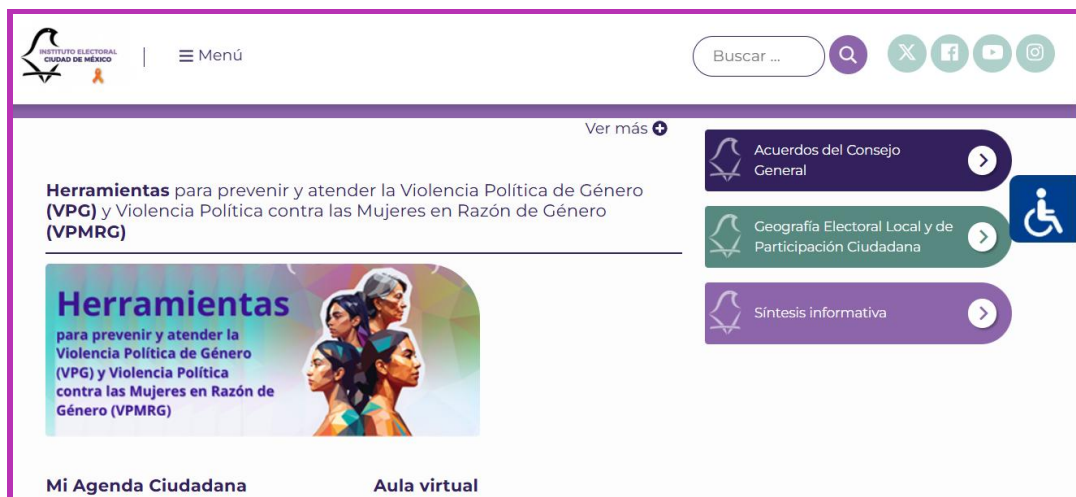 INSTITUTO ELECTORAL
CIUDAD DE MÉXICO
Menú
Buscar ...
Ver más
Herramientas para prevenir y atender la Violencia Política de Género
(VPG) y Violencia Política contra las Mujeres en Razón de Género
(VPMRG)
Herramientas
para prevenir y atender la
Violencia Política de Género
(VPG) y Violencia Política
contra las Mujeres en Razón de
Género (VPMRG)
Acuerdos del Consejo
General
Geografía Electoral Local y de
Participación Ciudadana
Síntesis informativa
Mi Agenda Ciudadana
Aula virtual